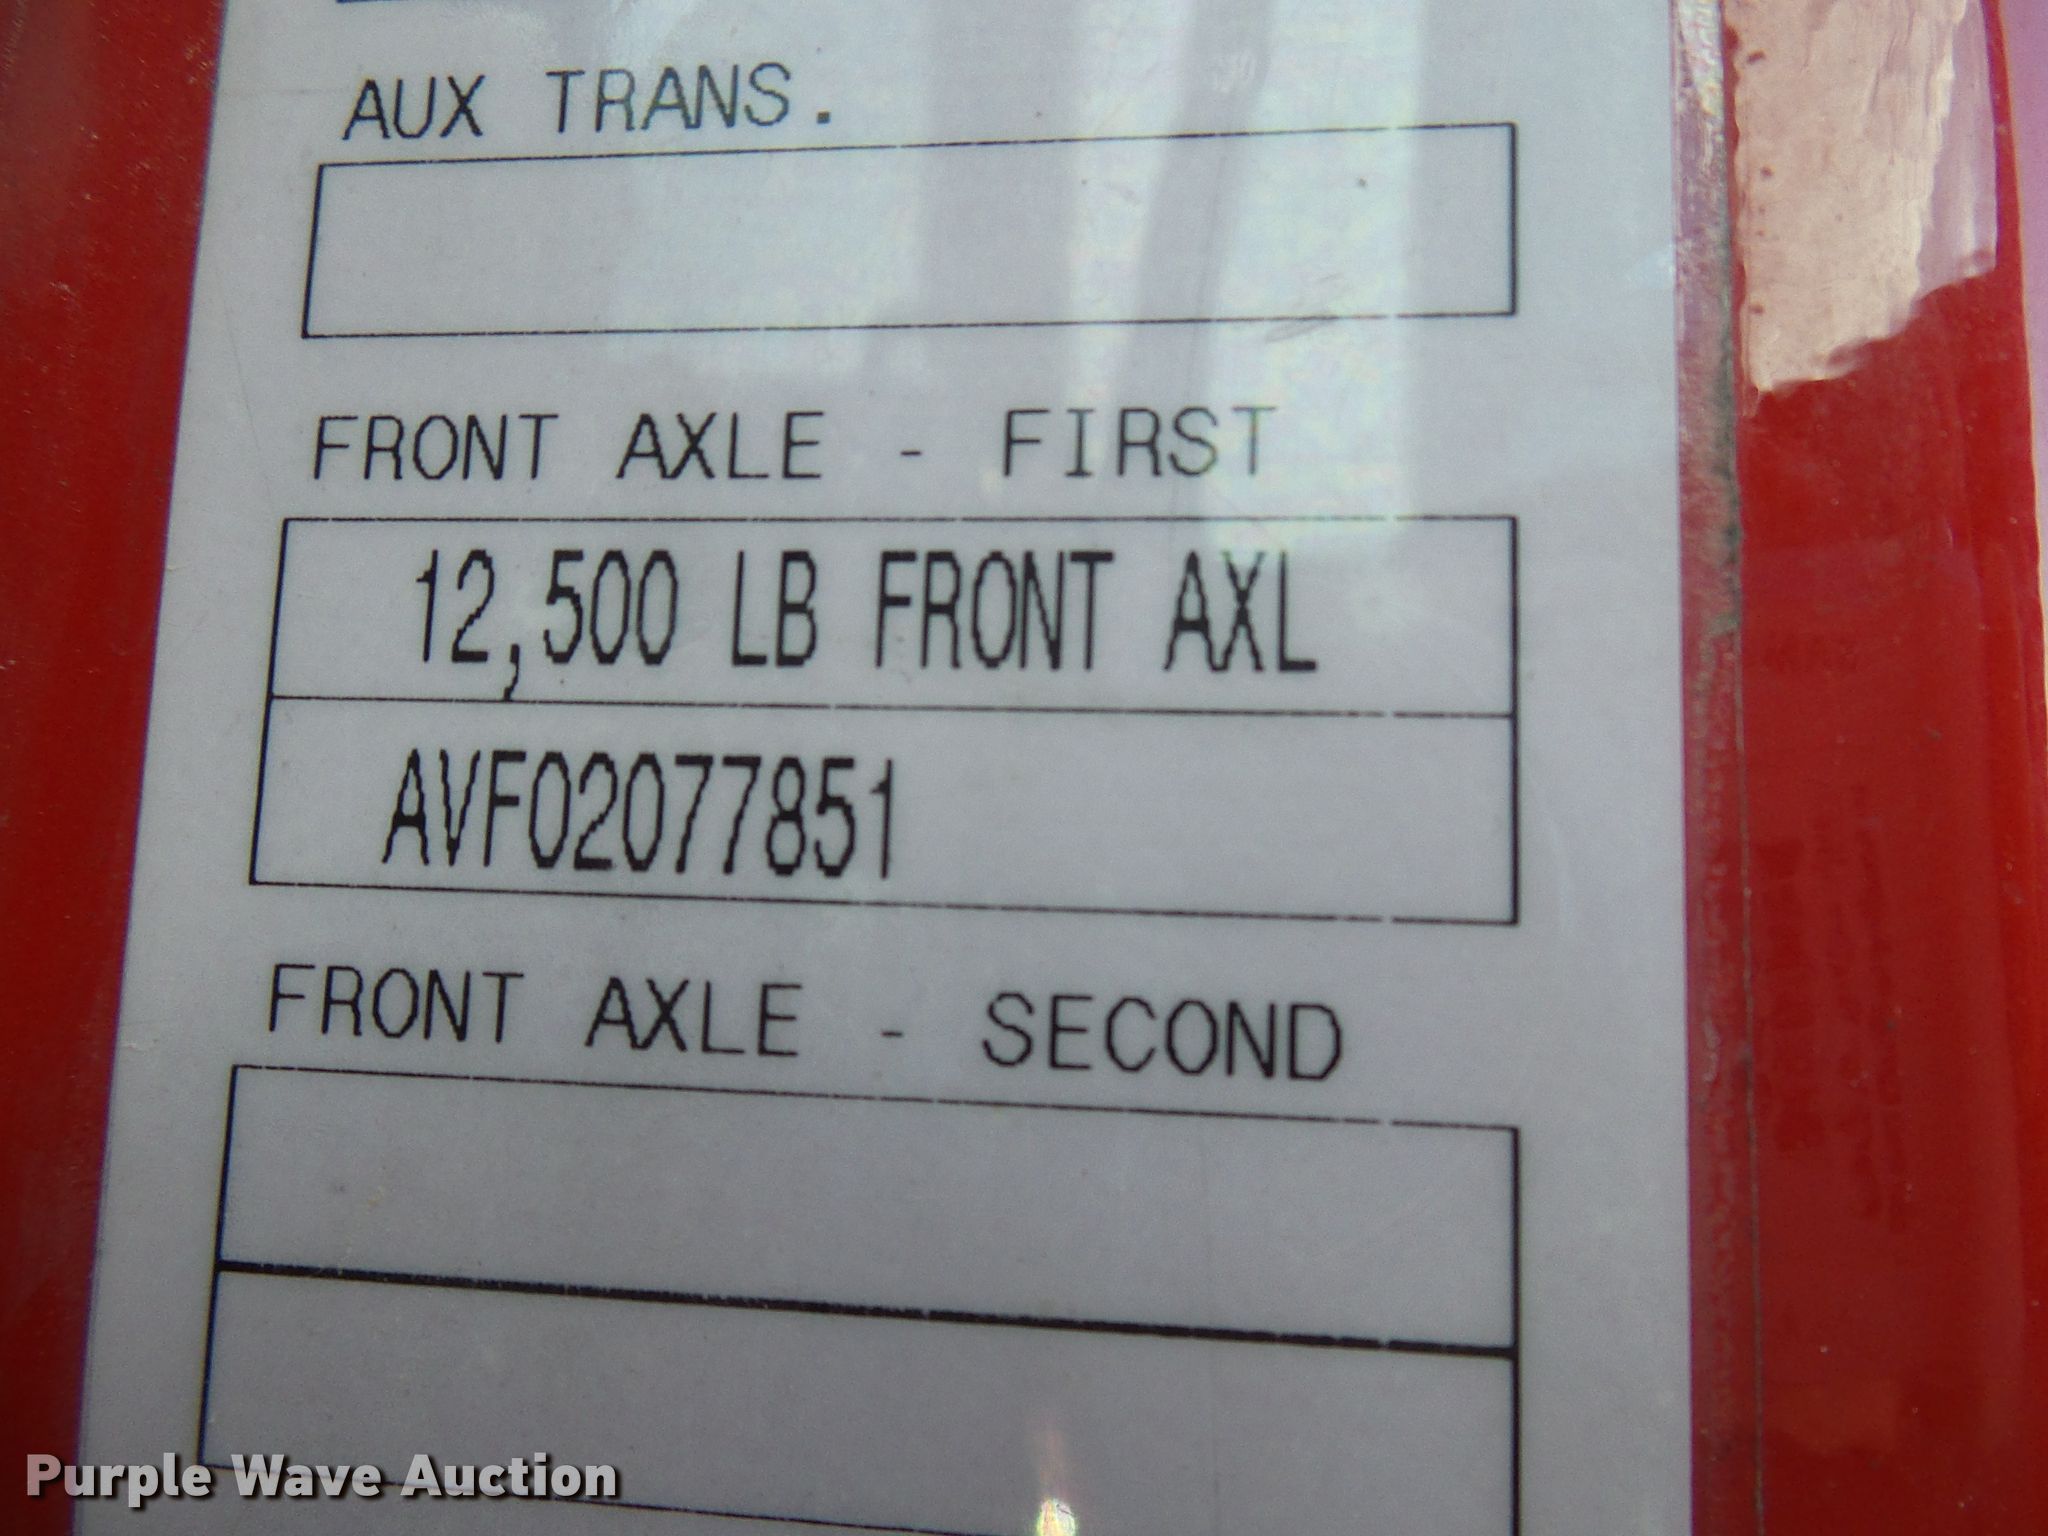 AUX TRANS.
FRONT AXLE - FIRST
12,500 LB FRONT AXL
AVF02077851
FRONT AXLE - SECOND
Purple Wave Auction